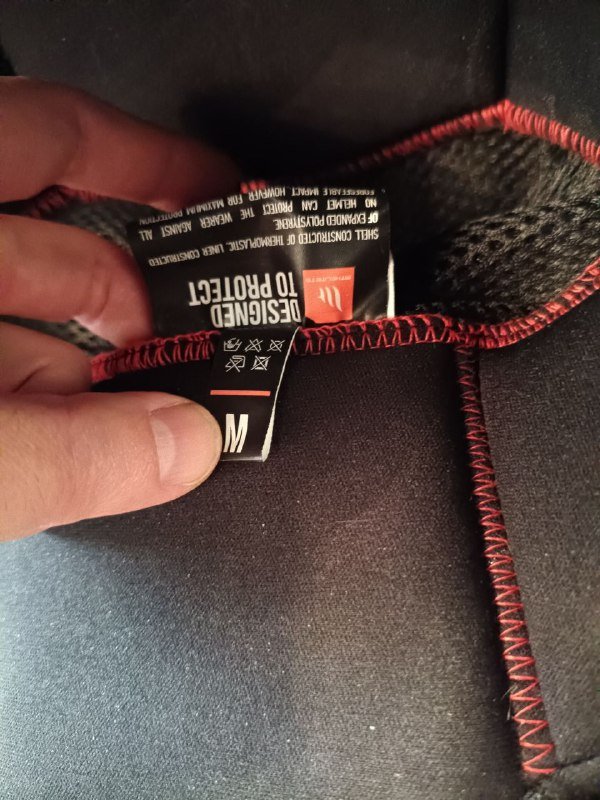 M
DESIGNED
TO PROTECT
SHELL CONSTRUCTED OF THERMOPLASTIC LINER CONSTRUCTED
OF EXPANDED POLYSTYRENE
NO HELMET CAN PROTECT THE WEARER AGAINST ALL
FORESEEABLE IMPACT HOWEVER FOR MAXIMUM PROTECTION